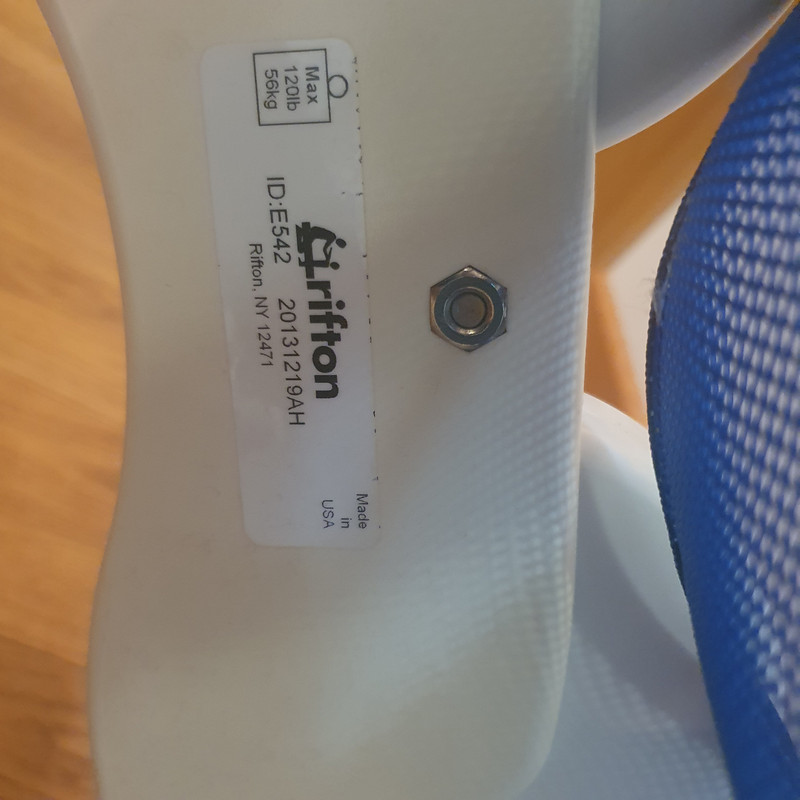 Max
120lb
56kg
rifton
ID:E542 20131219AH
Rifton, NY 12471
Made
in
USA